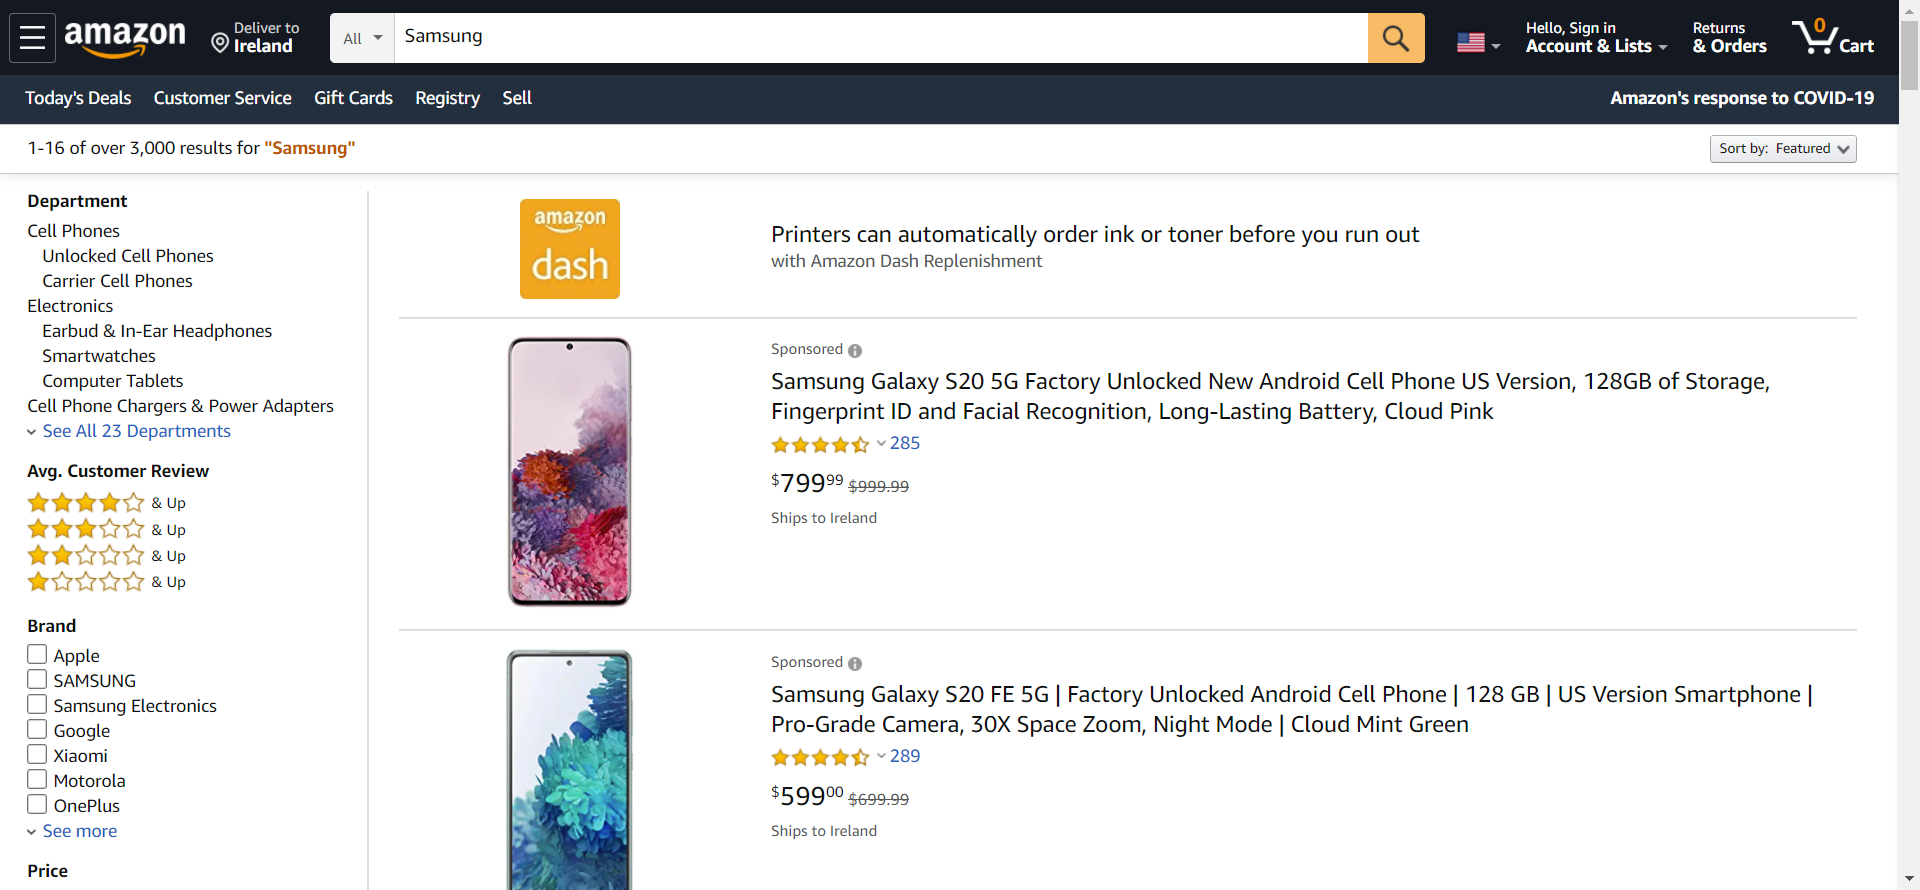 amazon
Deliver to
Ireland
All
Samsung
Hello, Sign in
Account & Lists
Returns
& Orders
0
Cart
Today's Deals
Customer Service
Gift Cards
Registry
Sell
Amazon's response to COVID-19
1-16 of over 3,000 results for "Samsung"
Sort by: Featured
Department
Cell Phones
Unlocked Cell Phones
Carrier Cell Phones
Electronics
Earbud & In-Ear Headphones
Smartwatches
Computer Tablets
Cell Phone Chargers & Power Adapters
See All 23 Departments
Avg. Customer Review
& Up
& Up
& Up
& Up
Brand
Apple
SAMSUNG
Samsung Electronics
Google
Xiaomi
Motorola
OnePlus
See more
Price
amazon
dash
Printers can automatically order ink or toner before you run out
with Amazon Dash Replenishment
Sponsored
Samsung Galaxy S20 5G Factory Unlocked New Android Cell Phone US Version, 128GB of Storage,
Fingerprint ID and Facial Recognition, Long-Lasting Battery, Cloud Pink
285
$79999 $999.99
Ships to Ireland
Sponsored
Samsung Galaxy S20 FE 5G | Factory Unlocked Android Cell Phone | 128 GB | US Version Smartphone |
Pro-Grade Camera, 30X Space Zoom, Night Mode | Cloud Mint Green
289
$59900 $699.99
Ships to Ireland